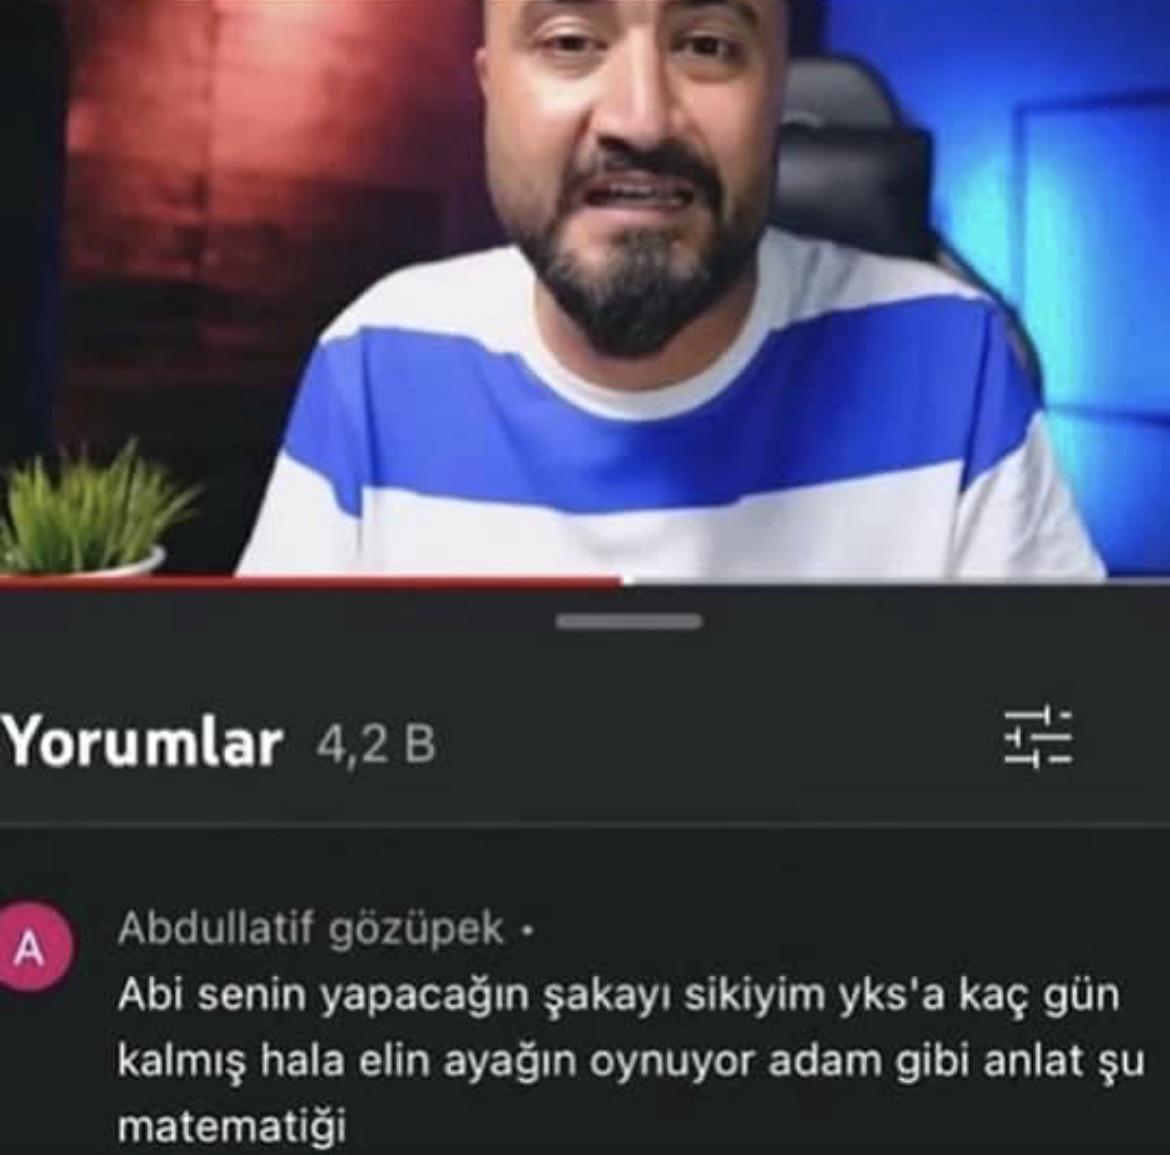 Yorumlar 4,2 B
A
Abdullatif gözüpek •
Abi senin yapacağın şakayı sikiyim yks'a kaç gün
kalmış hala elin ayağın oynuyor adam gibi anlat şu
matematiği